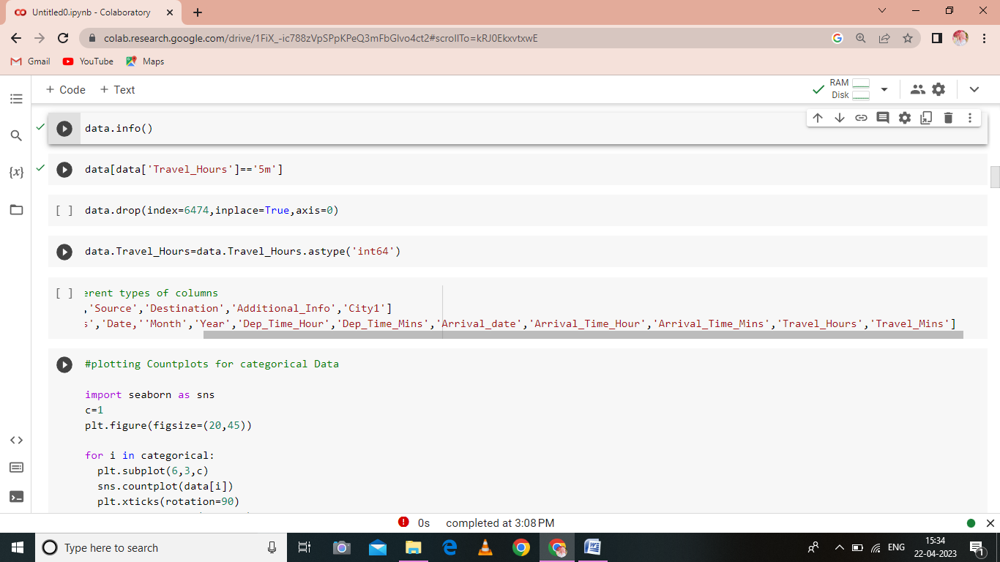 Untitled0.ipynb - Colaboratory
colab.research.google.com/drive/1FiX_-ic788zVpSPpKPeQ3mFbGlvo4ct2#scrollTo=kRJ0EkxvtxwE
Gmail YouTube Maps
+ Code + Text
RAM
Disk
data.info()
data[data['Travel_Hours']=='5m']
[ ] data.drop(index=6474,inplace=True,axis=0)
data.Travel_Hours=data.Travel_Hours.astype('int64')
[ ] erent types of columns
,'Source','Destination','Additional_Info','City1']
s','Date,''Month','Year','Dep_Time_Hour','Dep_Time_Mins','Arrival_date','Arrival_Time_Hour','Arrival_Time_Mins','Travel_Hours','Travel_Mins']
#plotting Countplots for categorical Data
import seaborn as sns
c=1
plt.figure(figsize=(20,45))
for i in categorical:
plt.subplot(6,3,c)
sns.countplot(data[i])
plt.xticks(rotation=90)
0s completed at 3:08 PM
Type here to search
ENG
15:34
22-04-2023
1